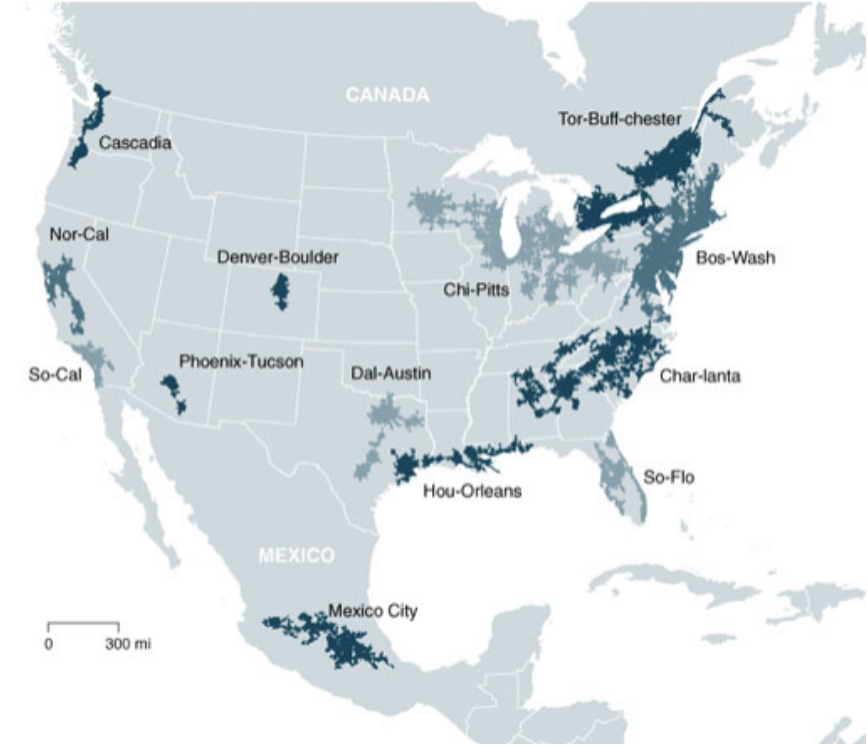 CANADA
Tor-Buff-chester
Cascadia
Nor-Cal
Denver-Boulder
Bos-Wash
Chi-Pitts
Phoenix-Tucson
Dal-Austin
So-Cal
Char-lanta
So-Flo
Hou-Orleans
MEXICO
Mexico City
0 300 mi